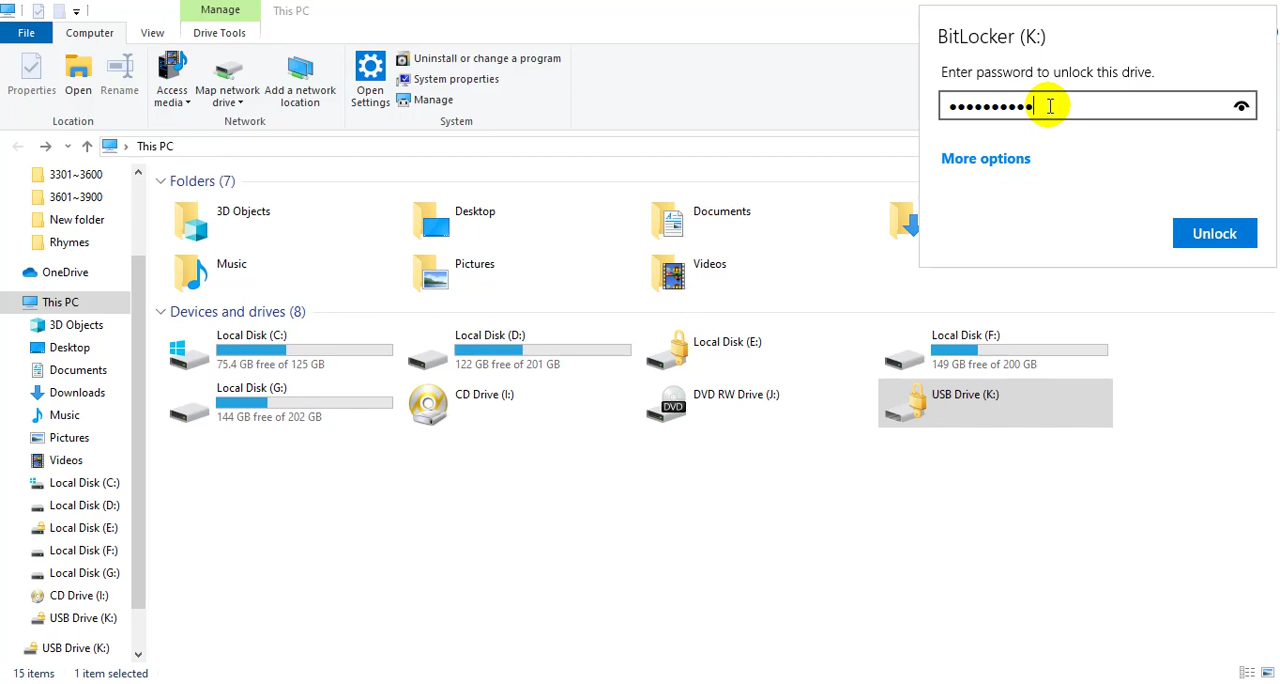 Manage
This PC
File
Computer
View
Drive Tools
Properties
Open
Rename
Access media
Map network drive
Add a network location
Open Settings
Uninstall or change a program
System properties
Manage
Location
Network
System
This PC
3301~3600
3601~3900
New folder
Rhymes
OneDrive
This PC
3D Objects
Desktop
Documents
Downloads
Music
Pictures
Videos
Local Disk (C:)
Local Disk (D:)
Local Disk (E:)
Local Disk (F:)
Local Disk (G:)
CD Drive (I:)
USB Drive (K:)
USB Drive (K:)
Folders (7)
3D Objects
Desktop
Documents
Music
Pictures
Videos
Devices and drives (8)
Local Disk (C:)
75.4 GB free of 125 GB
Local Disk (D:)
122 GB free of 201 GB
Local Disk (E:)
Local Disk (F:)
149 GB free of 200 GB
Local Disk (G:)
144 GB free of 202 GB
CD Drive (I:)
DVD RW Drive (J:)
DVD
USB Drive (K:)
BitLocker (K:)
Enter password to unlock this drive.
More options
Unlock
15 items
1 item selected